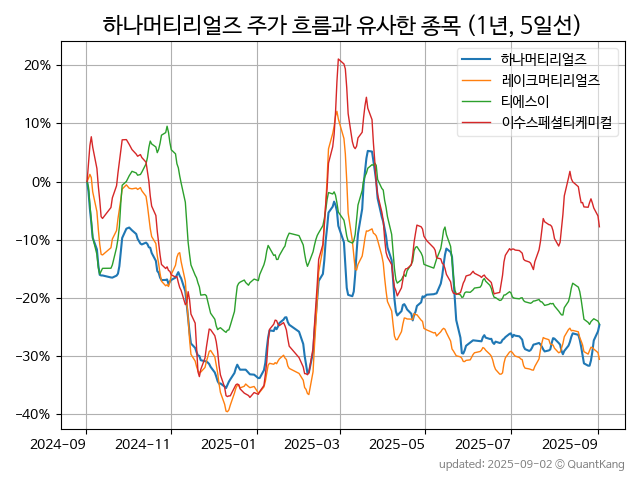 하나머티리얼즈 주가 흐름과 유사한 종목 (1년, 5일선)
하나머티리얼즈
레이크머티리얼즈
티에스이
이수스페셜티케미컬
20%
10%
0%
−10%
−20%
−30%
−40%
2024-09 2024-11 2025-01 2025-03 2025-05 2025-07 2025-09
updated: 2025-09-02 © QuantKang